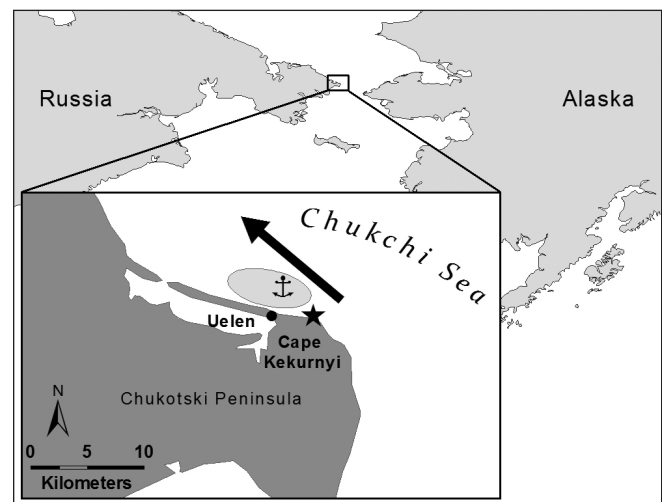 Russia
Alaska
Chukchi Sea
Uelen
Cape
Kekurnyi
Chukotski Peninsula
N
0 5 10
Kilometers